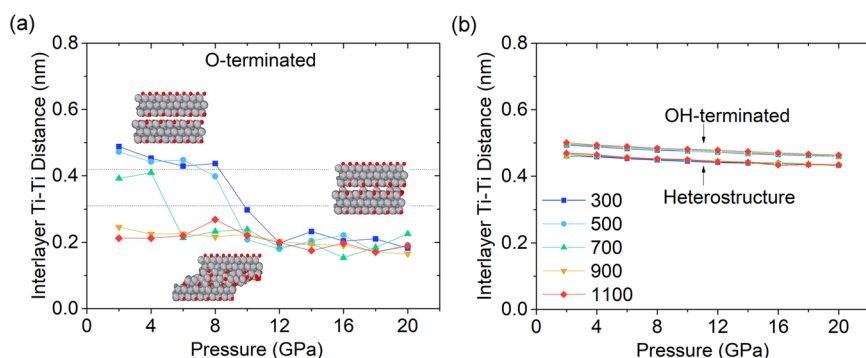 (a)
O-terminated
Interlayer Ti-Ti Distance (nm)
0.8
0.6
0.4
0.2
0.0
0 4 8 12 16 20
Pressure (GPa)
(b)
Interlayer Ti-Ti Distance (nm)
0.8
0.6
0.4
0.2
0.0
OH-terminated
Heterostructure
300
500
700
900
1100
0 4 8 12 16 20
Pressure (GPa)